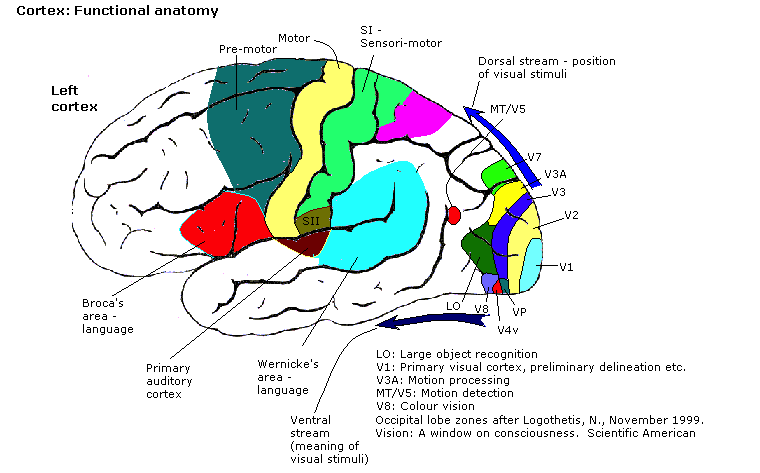 Cortex: Functional anatomy
SI -
Sensori-motor
Motor
Pre-motor
Dorsal stream - position
of visual stimuli
Left
cortex
MT/V5
V7
V3A
V3
V2
SII
V1
LO
V8
VP
V4v
Broca's
area -
language
Primary
auditory
cortex
Wernicke's
area -
language
Ventral
stream
(meaning of
visual stimuli)
LO: Large object recognition
V1: Primary visual cortex, preliminary delineation etc.
V3A: Motion processing
MT/V5: Motion detection
V8: Colour vision
Occipital lobe zones after Logothetis, N., November 1999.
Vision: A window on consciousness. Scientific American